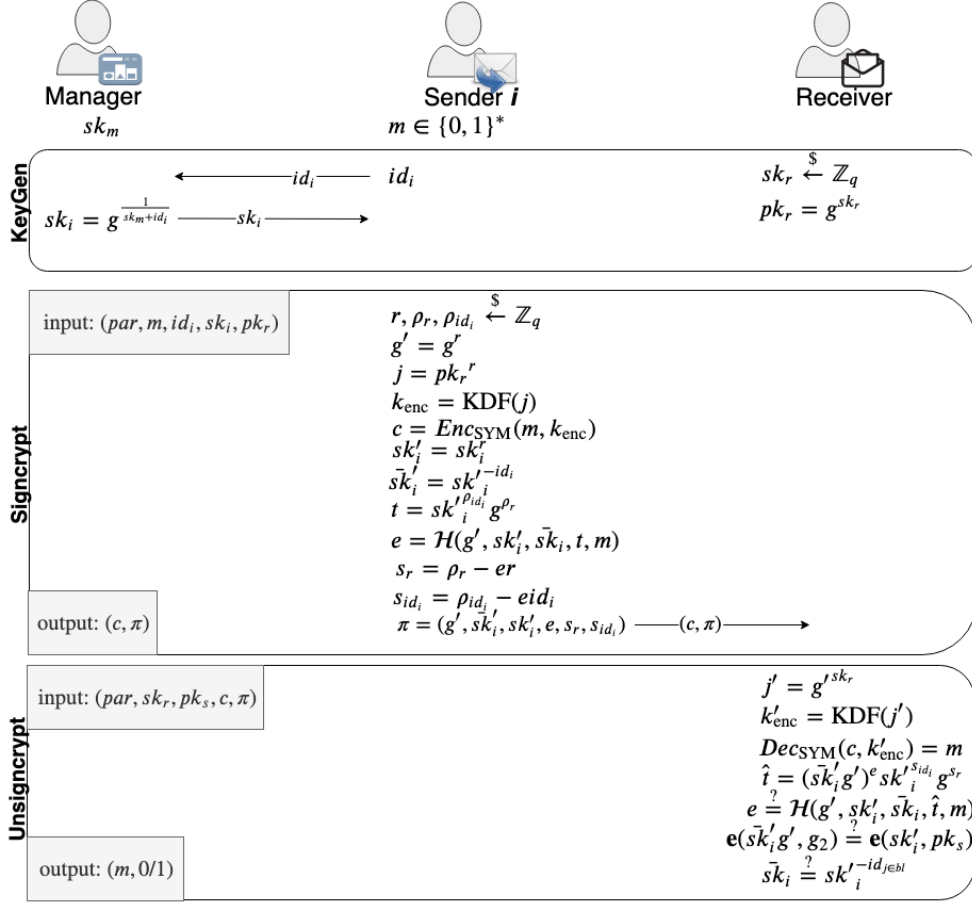 Manager Sender i Receiver
sk_m m ∈ {0, 1}^*
KeyGen
id_i id_i sk_r ←$ ℤ_q
sk_i = g^{1/(sk_m+id_i)} sk_i pk_r = g^{sk_r}
Signcrypt
input: (par, m, id_i, sk_i, pk_r)
r, ρ_r, ρ_{id_i} ←$ ℤ_q
g′ = g^r
j = pk_r^r
k_enc = KDF(j)
c = Enc_SYM(m, k_enc)
sk′_i = sk_i^r
s̄k′_i = sk′_i^{-id_i}
t = sk′_i^{ρ_{id_i}} g^{ρ_r}
e = ℋ(g′, sk′_i, s̄k_i, t, m)
s_r = ρ_r − er
s_{id_i} = ρ_{id_i} − eid_i
output: (c, π) π = (g′, s̄k′_i, sk′_i, e, s_r, s_{id_i}) (c, π)
Unsigncrypt
input: (par, sk_r, pk_s, c, π)
j′ = g′^{sk_r}
k′_enc = KDF(j′)
Dec_SYM(c, k′_enc) = m
t̂ = (s̄k′_i g′)^e sk′_i^{s_{id_i}} g^{s_r}
e =? ℋ(g′, sk′_i, s̄k_i, t̂, m)
e(s̄k′_i g′, g_2) =? e(sk′_i, pk_s)
output: (m, 0/1) s̄k_i =? sk′_i^{-id_{j∈bl}}